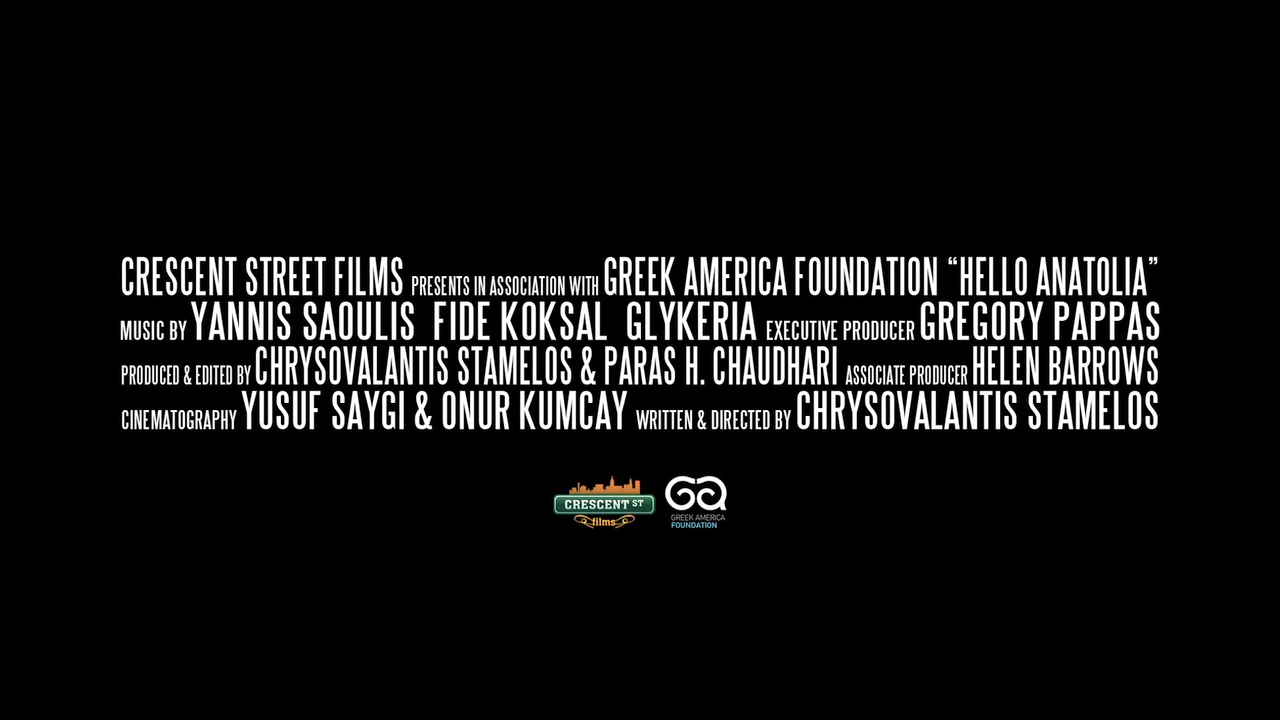 CRESCENT STREET FILMS PRESENTS IN ASSOCIATION WITH GREEK AMERICA FOUNDATION “HELLO ANATOLIA”
MUSIC BY YANNIS SAOULIS FIDE KOKSAL GLYKERIA EXECUTIVE PRODUCER GREGORY PAPPAS
PRODUCED & EDITED BY CHRYSOVALANTIS STAMELOS & PARAS H. CHAUDHARI ASSOCIATE PRODUCER HELEN BARROWS
CINEMATOGRAPHY YUSUF SAYGI & ONUR KUMCAY WRITTEN & DIRECTED BY CHRYSOVALANTIS STAMELOS
CRESCENT ST
films
GA
GREEK AMERICA
FOUNDATION